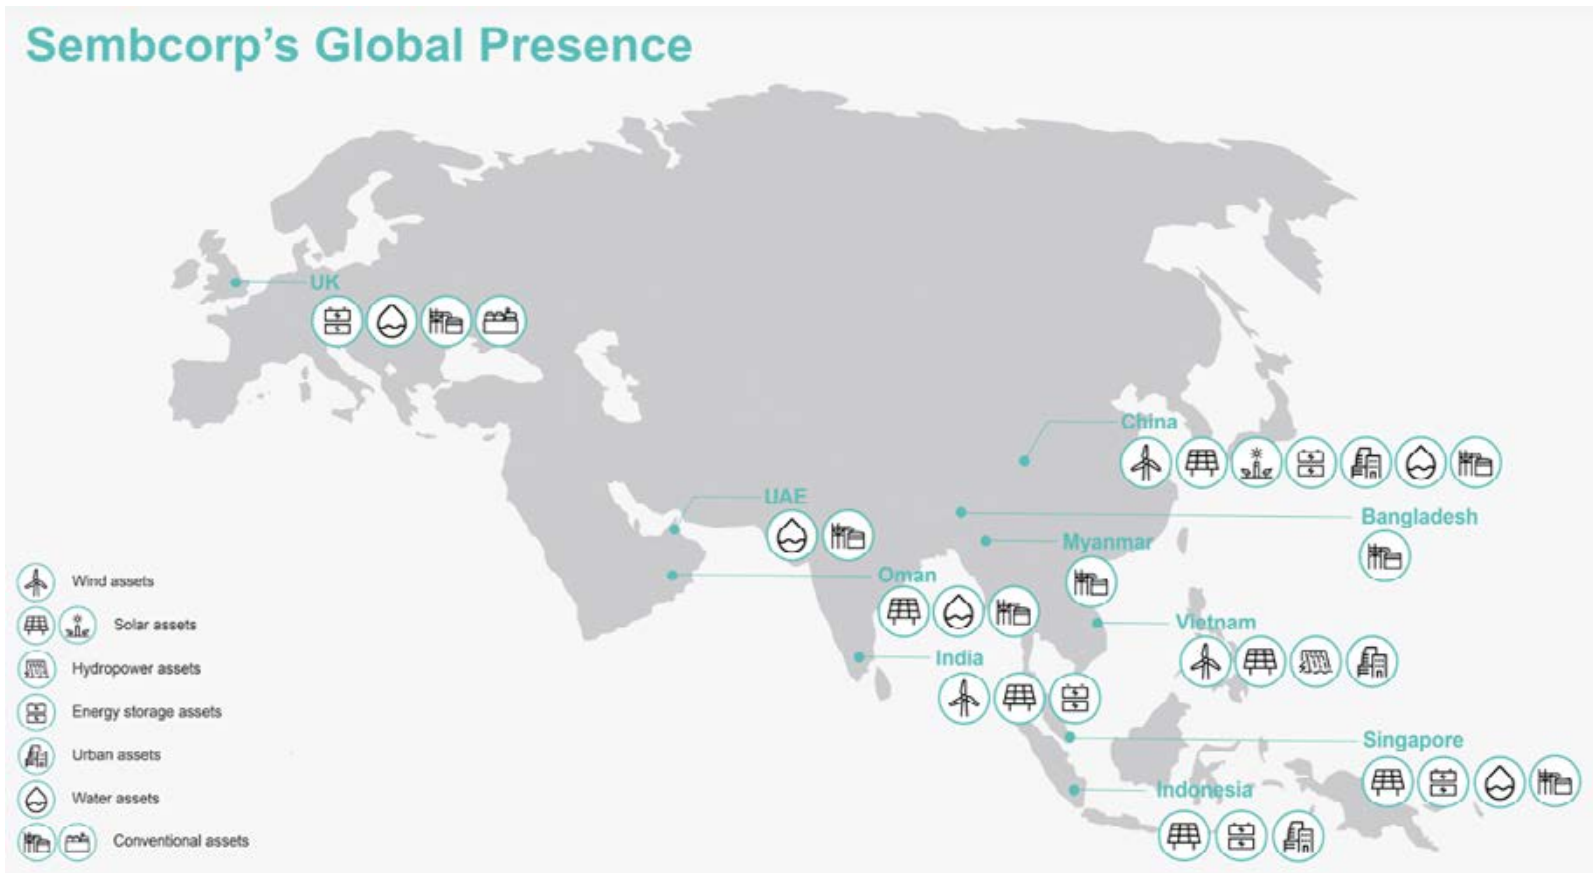 Sembcorp's Global Presence
UK
China
UAE
Bangladesh
Myanmar
Oman
Vietnam
India
Singapore
Indonesia
Wind assets
Solar assets
Hydropower assets
Energy storage assets
Urban assets
Water assets
Conventional assets